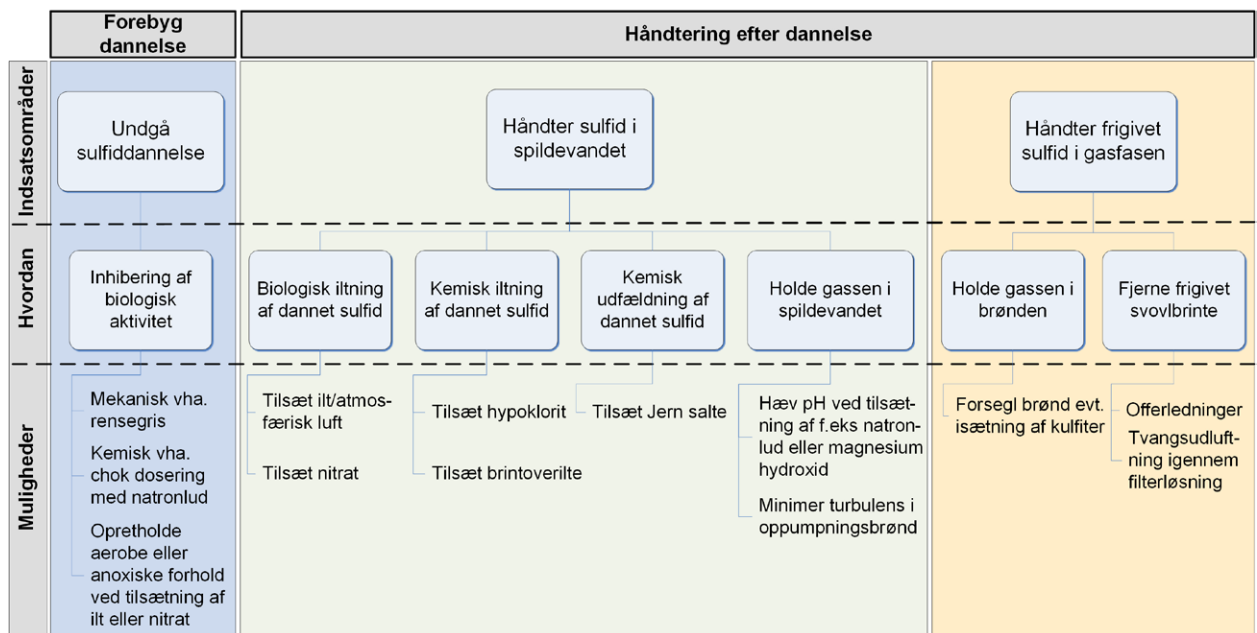 Forebyg
dannelse
Håndtering efter dannelse
Indsatsområder
Undgå
sulfiddannelse
Håndter sulfid i
spildevandet
Håndter frigivet
sulfid i gasfasen
Hvordan
Inhibering af
biologisk
aktivitet
Biologisk iltning
af dannet sulfid
Kemisk iltning
af dannet sulfid
Kemisk
udfældning af
dannet sulfid
Holde gassen i
spildevandet
Holde gassen i
brønden
Fjerne frigivet
svovlbrinte
Muligheder
Mekanisk vha.
rensegris
Kemisk vha.
chok dosering
med natronlud
Opretholde
aerobe eller
anoxiske forhold
ved tilsætning af
ilt eller nitrat
Tilsæt ilt/atmos-
færisk luft
Tilsæt nitrat
Tilsæt hypoklorit
Tilsæt brintoverilte
Tilsæt Jern salte
Hæv pH ved tilsæt-
ning af f.eks natron-
lud eller magnesium
hydroxid
Minimer turbulens i
oppumpningsbrønd
Forsegl brønd evt.
isætning af kulfiter
Offerledninger
Tvangsudluft-
ning igennem
filterløsning